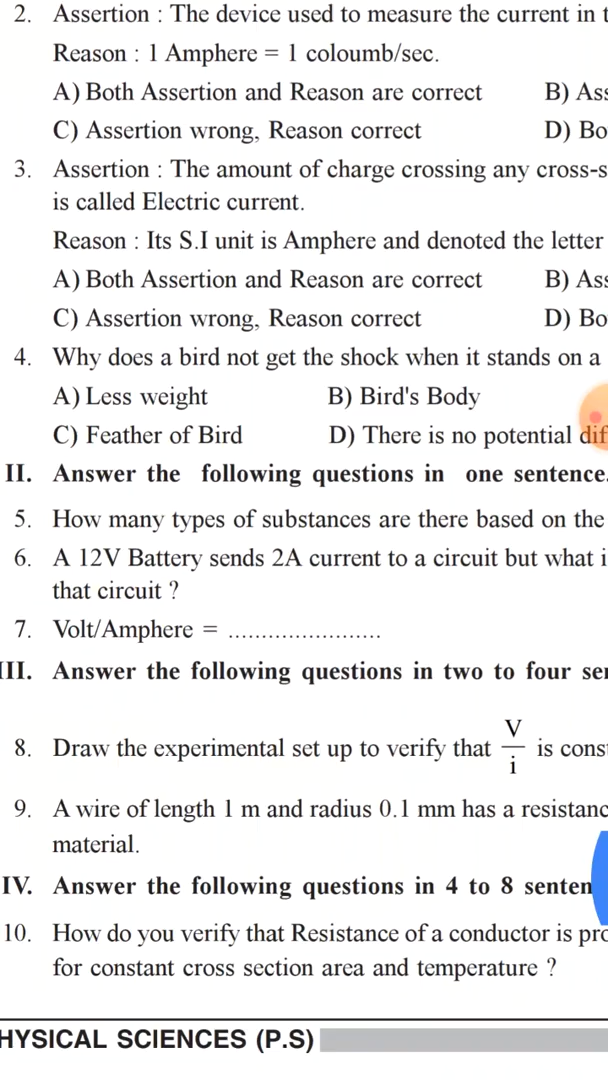 2. Assertion : The device used to measure the current in t
Reason : 1 Amphere = 1 coloumb/sec.
A) Both Assertion and Reason are correct B) Ass
C) Assertion wrong, Reason correct D) Bo
3. Assertion : The amount of charge crossing any cross-s
is called Electric current.
Reason : Its S.I unit is Amphere and denoted the letter
A) Both Assertion and Reason are correct B) Ass
C) Assertion wrong, Reason correct D) Bo
4. Why does a bird not get the shock when it stands on a
A) Less weight B) Bird's Body
C) Feather of Bird D) There is no potential dif
II. Answer the following questions in one sentence.
5. How many types of substances are there based on the
6. A 12V Battery sends 2A current to a circuit but what i
that circuit ?
7. Volt/Amphere = .......................
III. Answer the following questions in two to four sen
8. Draw the experimental set up to verify that V/i is cons
9. A wire of length 1 m and radius 0.1 mm has a resistanc
material.
IV. Answer the following questions in 4 to 8 senten
10. How do you verify that Resistance of a conductor is pro
for constant cross section area and temperature ?
HYSICAL SCIENCES (P.S)